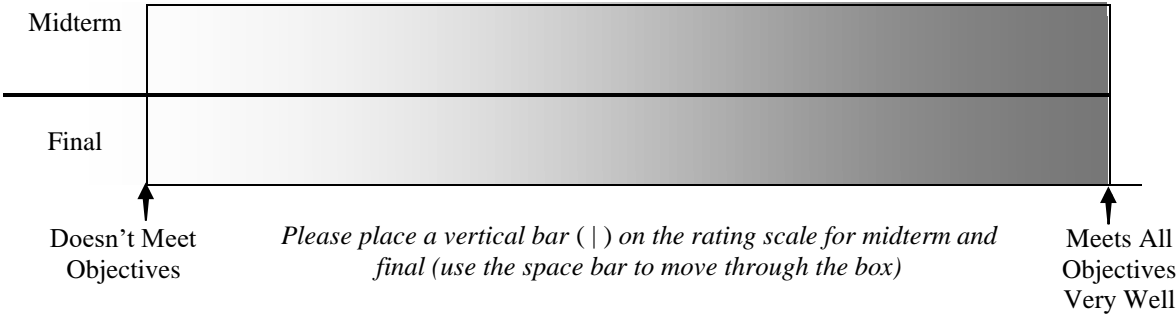 Midterm
Final
Doesn’t Meet
Objectives
Please place a vertical bar ( | ) on the rating scale for midterm and
final (use the space bar to move through the box)
Meets All
Objectives
Very Well